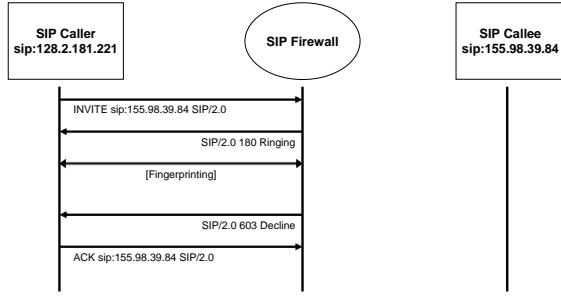 SIP Caller
sip:128.2.181.221
SIP Firewall
SIP Callee
sip:155.98.39.84
INVITE sip:155.98.39.84 SIP/2.0
SIP/2.0 180 Ringing
[Fingerprinting]
SIP/2.0 603 Decline
ACK sip:155.98.39.84 SIP/2.0